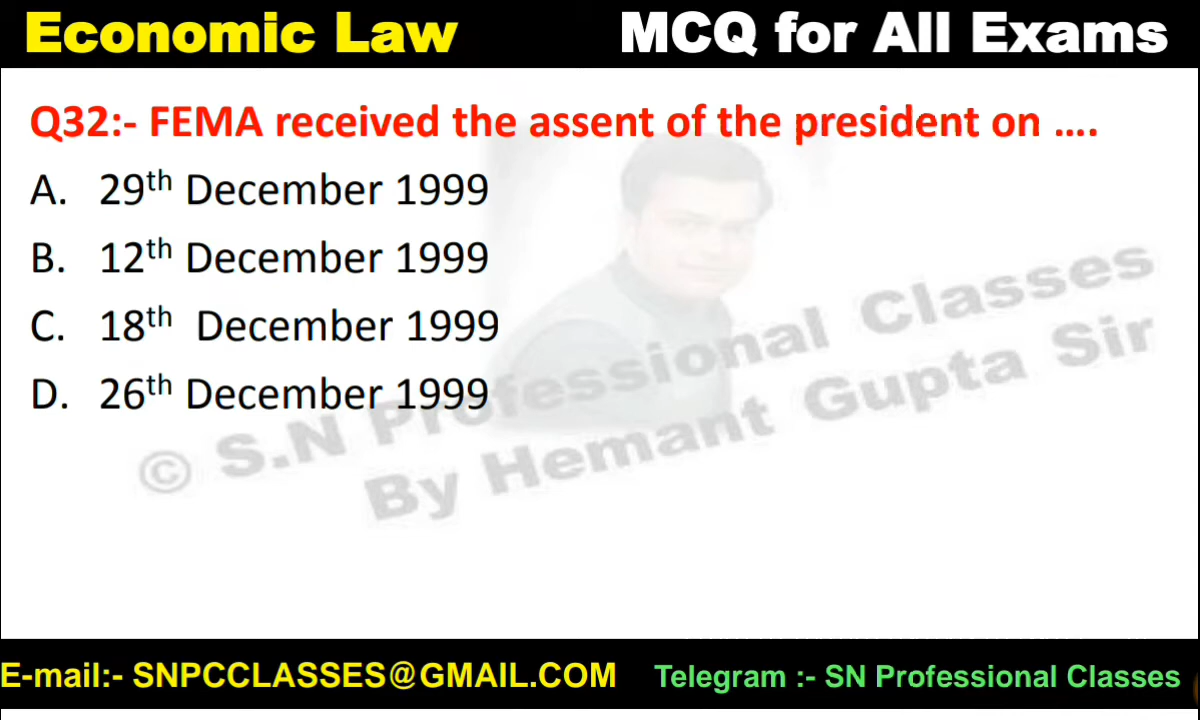 Economic Law MCQ for All Exams
Q32:- FEMA received the assent of the president on ....
A. 29th December 1999
B. 12th December 1999
C. 18th December 1999
D. 26th December 1999
© S.N Professional Classes
By Hemant Gupta Sir
E-mail:- SNPCCLASSES@GMAIL.COM Telegram :- SN Professional Classes